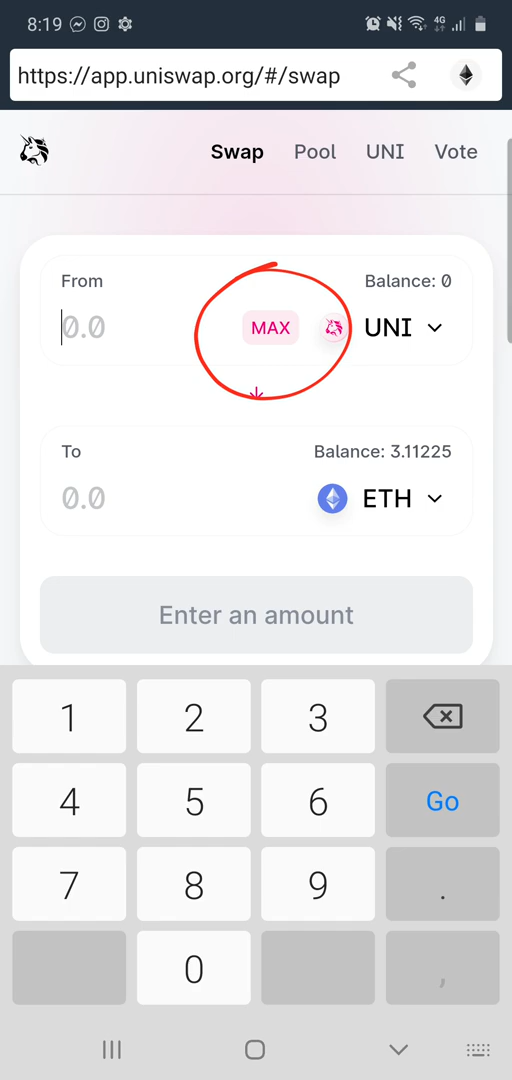 8:19 4G
https://app.uniswap.org/#/swap
Swap Pool UNI Vote
From Balance: 0
0.0 MAX UNI
To Balance: 3.11225
0.0 ETH
Enter an amount
1 2 3
4 5 6 Go
7 8 9 .
0 ,